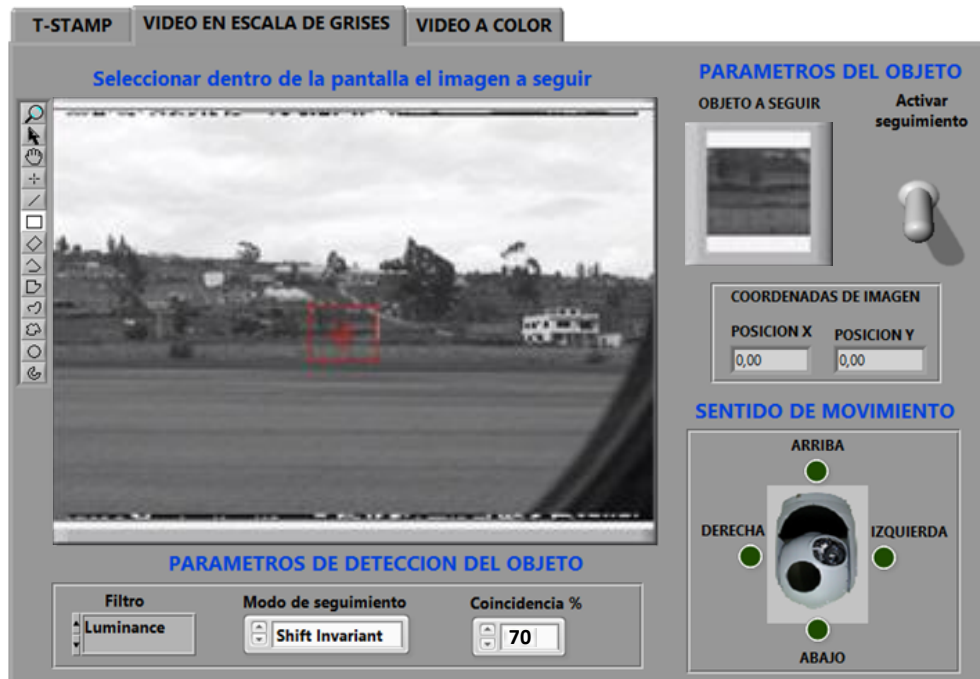 T-STAMP
VIDEO EN ESCALA DE GRISES
VIDEO A COLOR
Seleccionar dentro de la pantalla el imagen a seguir
PARAMETROS DEL OBJETO
OBJETO A SEGUIR
Activar
seguimiento
COORDENADAS DE IMAGEN
POSICION X
POSICION Y
0,00
0,00
SENTIDO DE MOVIMIENTO
ARRIBA
DERECHA
IZQUIERDA
ABAJO
PARAMETROS DE DETECCION DEL OBJETO
Filtro
Luminance
Modo de seguimiento
Shift Invariant
Coincidencia %
70